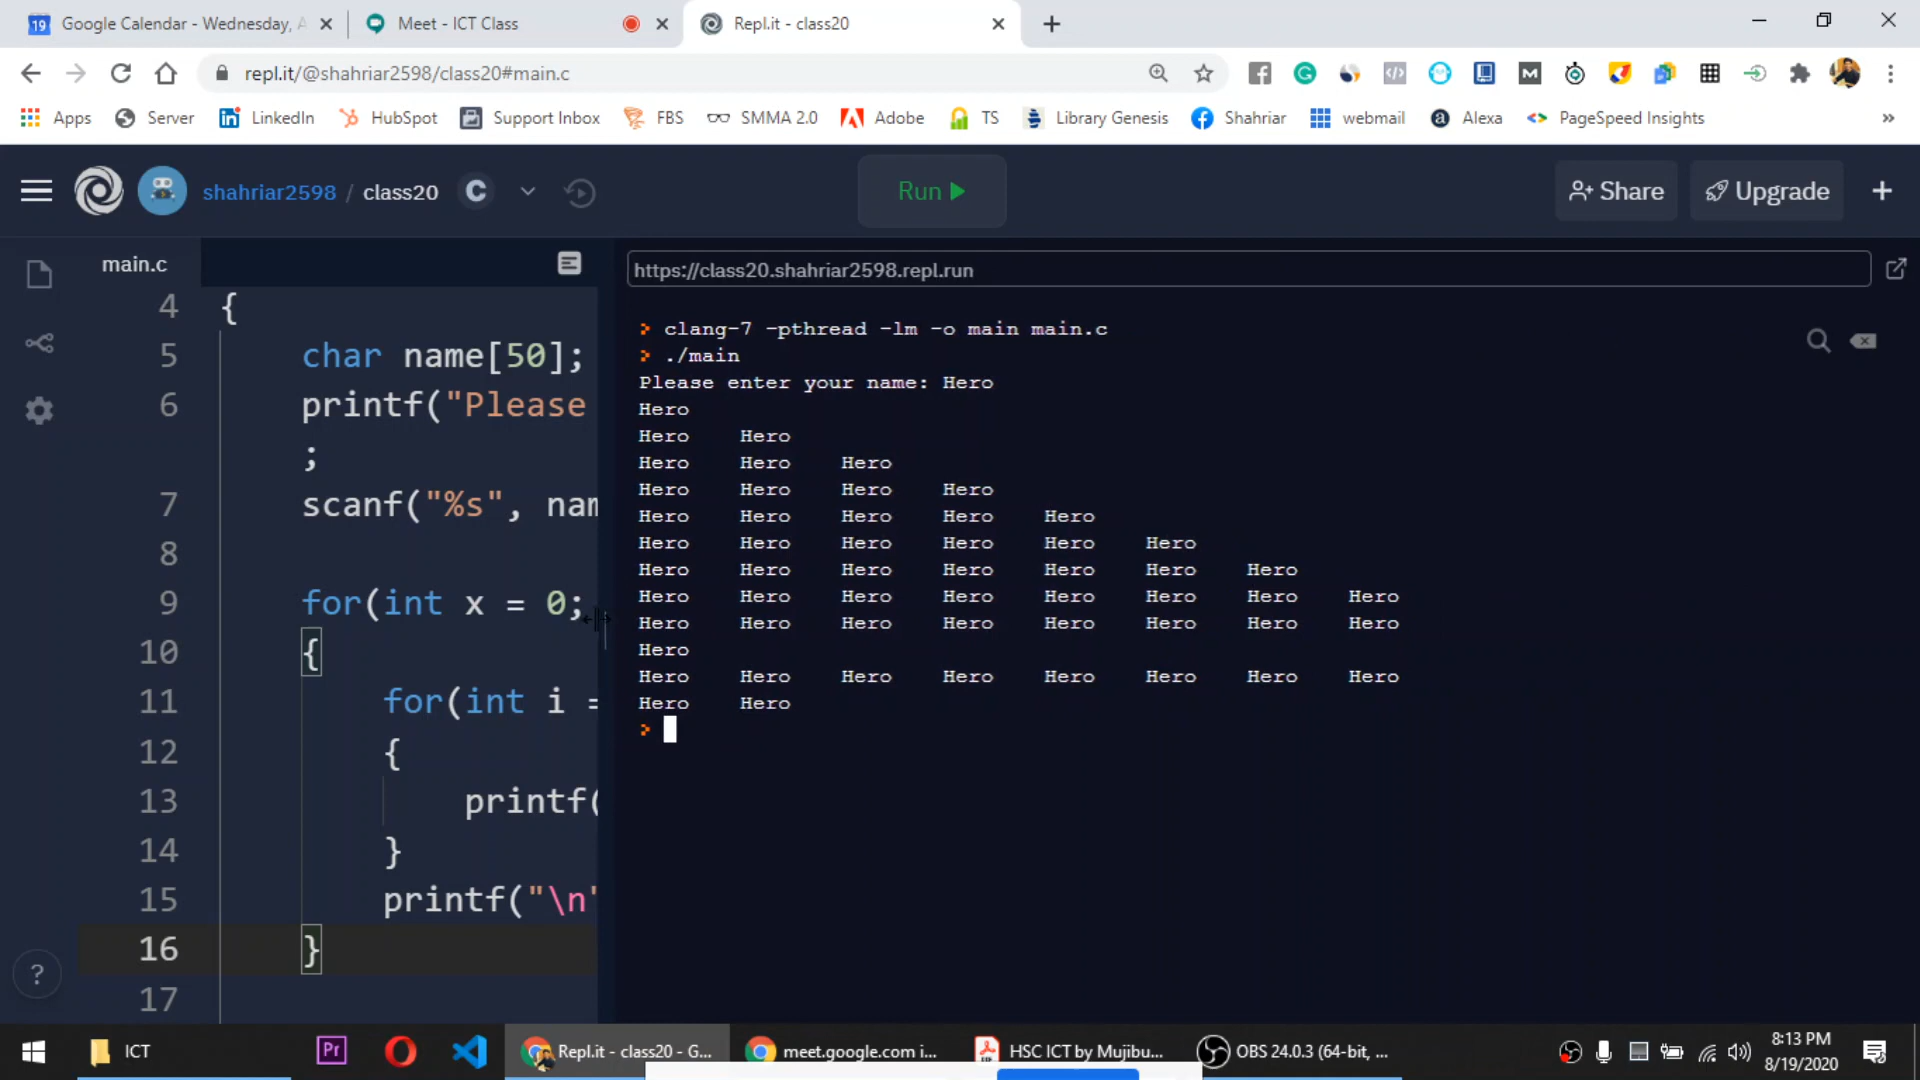 Google Calendar - Wednesday, A
Meet - ICT Class
Repl.it - class20
repl.it/@shahriar2598/class20#main.c
Apps
Server
LinkedIn
HubSpot
Support Inbox
FBS
SMMA 2.0
Adobe
TS
Library Genesis
Shahriar
webmail
Alexa
PageSpeed Insights
shahriar2598 / class20
C
Run
Share
Upgrade
main.c
4 {
5 char name[50];
6 printf("Please
;
7 scanf("%s", nam
8
9 for(int x = 0;
10 {
11 for(int i =
12 {
13 printf(
14 }
15 printf("\n"
16 }
17
https://class20.shahriar2598.repl.run
> clang-7 -pthread -lm -o main main.c
> ./main
Please enter your name: Hero
Hero
Hero Hero
Hero Hero Hero
Hero Hero Hero Hero
Hero Hero Hero Hero Hero
Hero Hero Hero Hero Hero Hero
Hero Hero Hero Hero Hero Hero Hero
Hero Hero Hero Hero Hero Hero Hero Hero
Hero Hero Hero Hero Hero Hero Hero Hero
Hero
Hero Hero Hero Hero Hero Hero Hero Hero
Hero Hero
>
?
ICT
Pr
Repl.it - class20 - G...
meet.google.com i...
HSC ICT by Mujibu...
OBS 24.0.3 (64-bit, ...
8:13 PM
8/19/2020